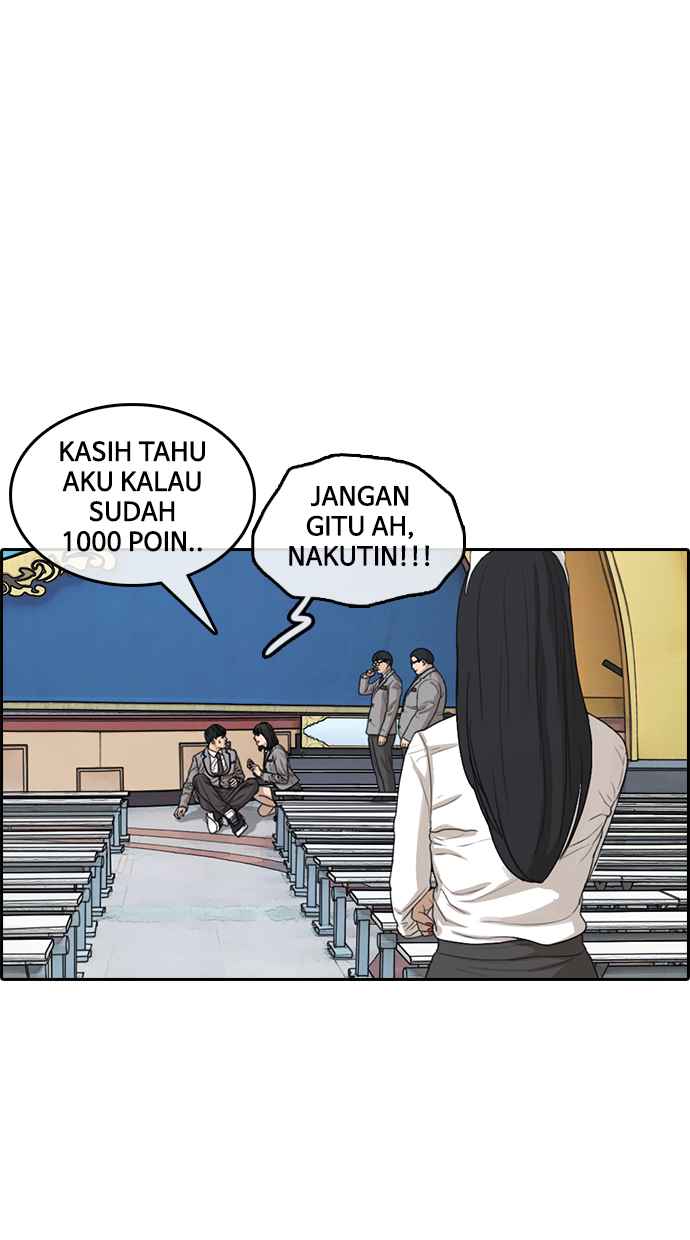 KASIH TAHU
AKU KALAU
SUDAH
1000 POIN..
JANGAN
GITU AH,
NAKUTIN!!!